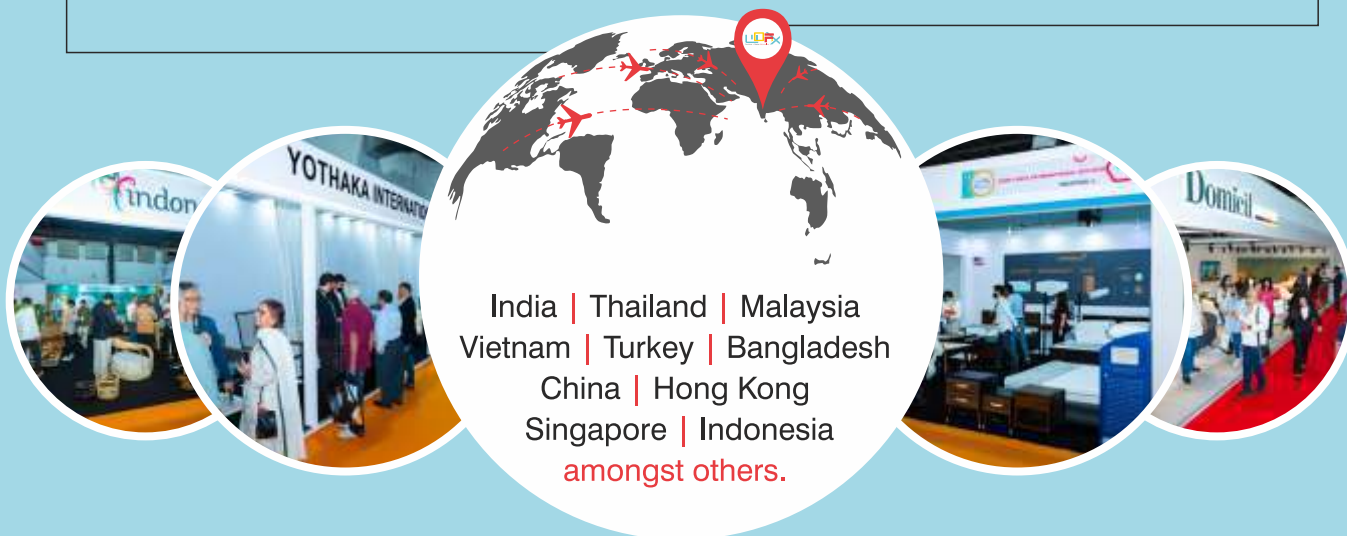 indon
YOTHAKA INTERNATIO
Domicil
India | Thailand | Malaysia
Vietnam | Turkey | Bangladesh
China | Hong Kong
Singapore | Indonesia
amongst others.